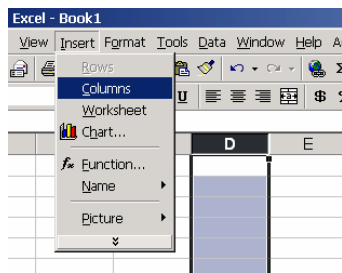 Excel - Book1
View Insert Format Tools Data Window Help
Rows
Columns
Worksheet
Chart...
Function...
Name
Picture
U $
D E